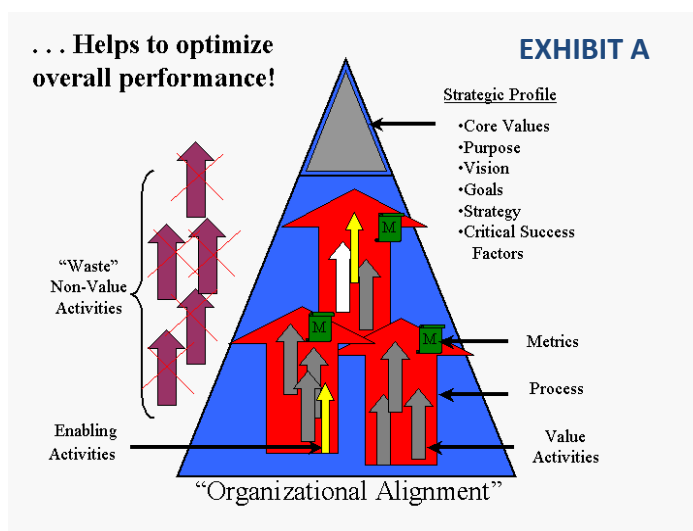 . . . Helps to optimize
overall performance!
EXHIBIT A
Strategic Profile
•Core Values
•Purpose
•Vision
•Goals
•Strategy
•Critical Success
Factors
M
“Waste”
Non-Value
Activities
M
M
Metrics
Process
Enabling
Activities
Value
Activities
“Organizational Alignment”